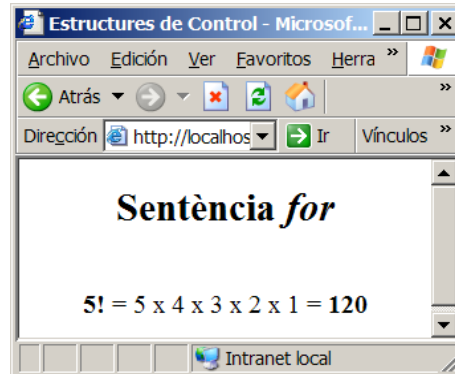 Estructures de Control - Microsof...
Archivo Edición Ver Favoritos Herra »
Atrás »
Dirección http://localhos Ir Vínculos »
Sentència for
5! = 5 x 4 x 3 x 2 x 1 = 120
Intranet local